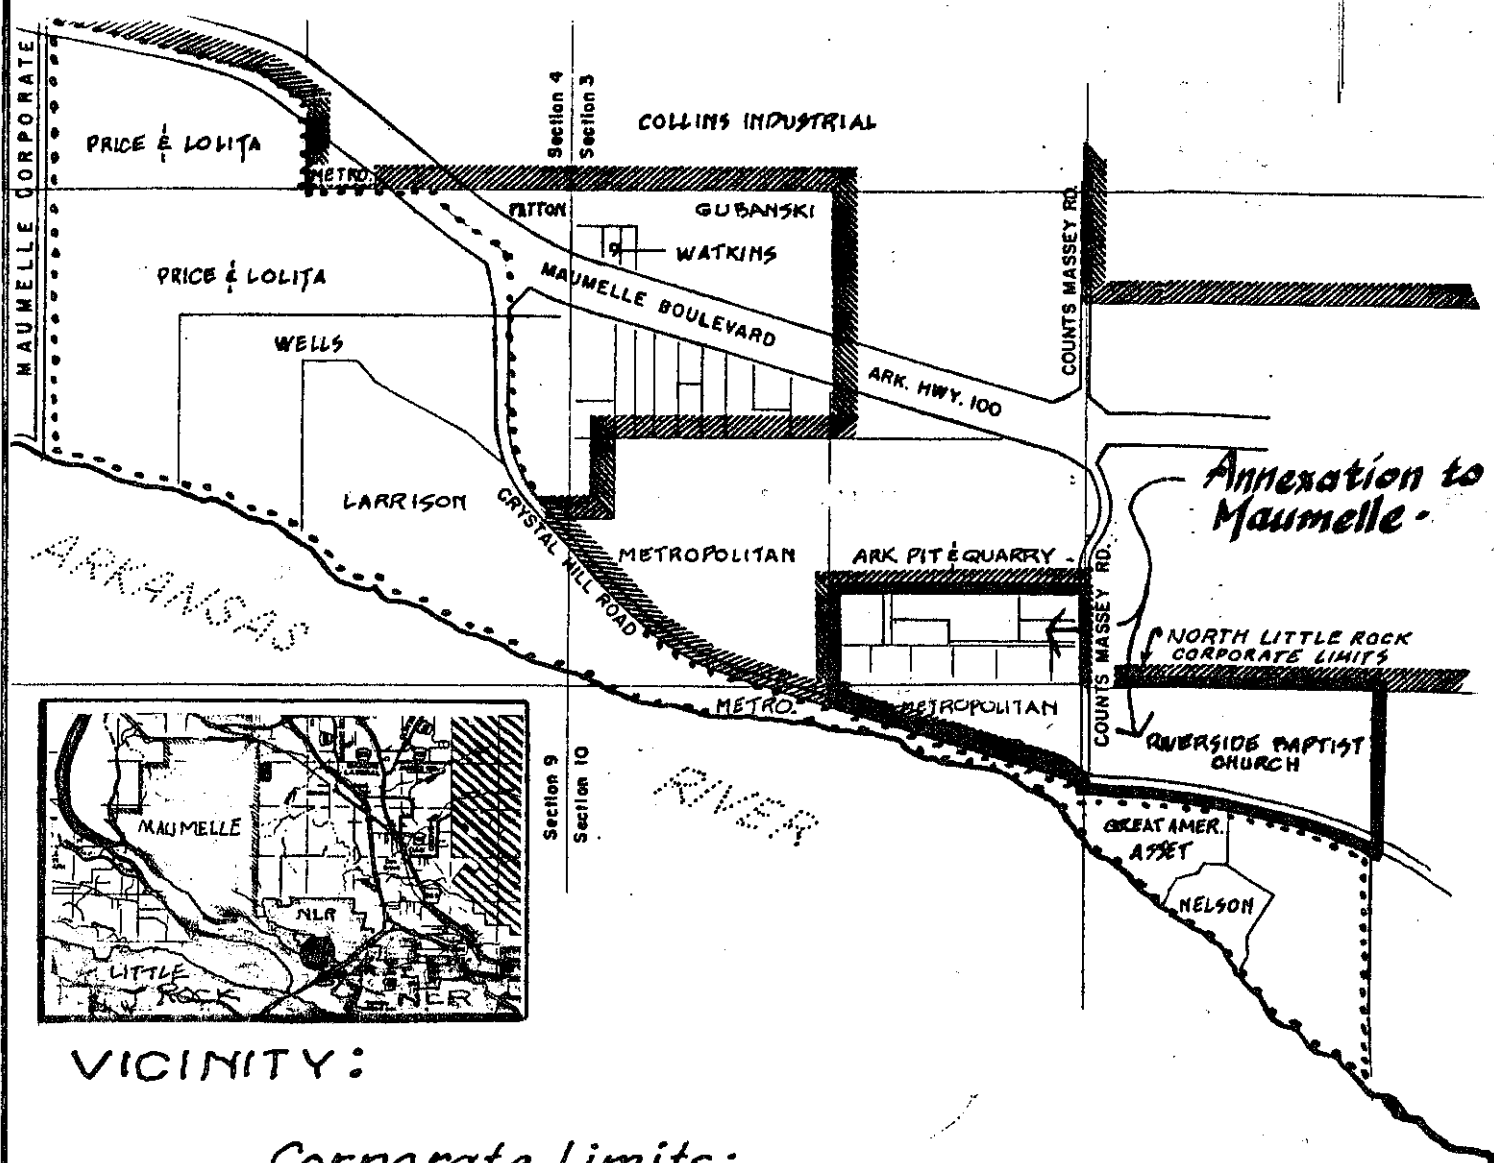 MAUMELLE CORPORATE
PRICE & LOLITA
METRO.
Section 4
Section 3
COLLINS INDUSTRIAL
PATTON
GUBANSKI
WATKINS
PRICE & LOLITA
MAUMELLE BOULEVARD
ARK. HWY. 100
COUNTS MASSEY RD.
WELLS
LARRISON
CRYSTAL HILL ROAD
METROPOLITAN
ARK. PIT & QUARRY
Annexation to
Maumelle.
COUNTS MASSEY RD.
NORTH LITTLE ROCK
CORPORATE LIMITS
ARKANSAS
RIVER
METRO.
METROPOLITAN
RIVERSIDE BAPTIST
CHURCH
GREAT AMER.
ASSET
NELSON
Section 9
Section 10
MAUMELLE
NLR
LITTLE
ROCK
VICINITY:
Corporate Limits: